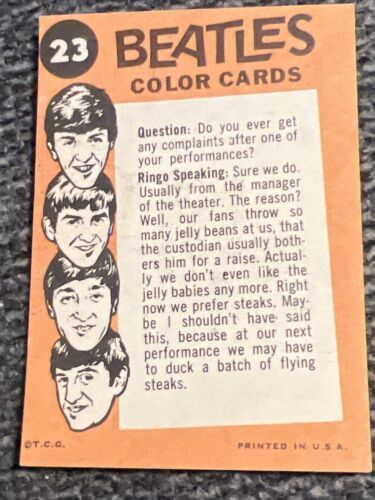 23
BEATLES
COLOR CARDS
Question: Do you ever get
any complaints after one of
your performances?
Ringo Speaking: Sure we do.
Usually from the manager
of the theater. The reason?
Well, our fans throw so
many jelly beans at us, that
the custodian usually both-
ers him for a raise. Actual-
ly we don't even like the
jelly babies any more. Right
now we prefer steaks. May-
be I shouldn't have said
this, because at our next
performance we may have
to duck a batch of flying
steaks.
©T.C.G.
PRINTED IN U.S.A.